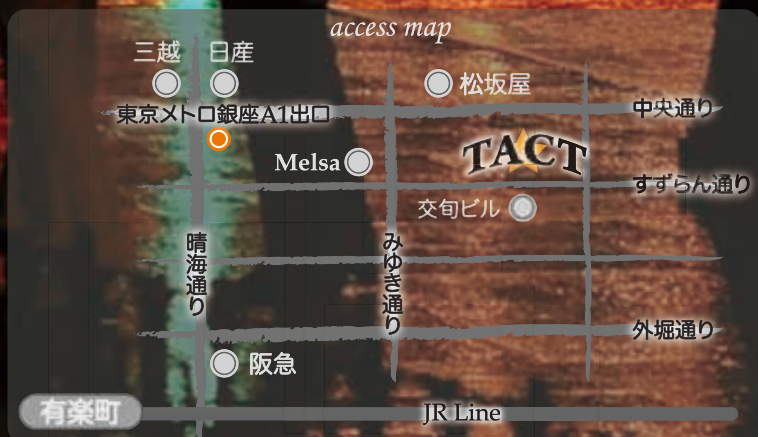 access map
三越 日産
松坂屋
東京メトロ銀座A1出口
中央通り
Melsa
TACT
すずらん通り
交旬ビル
晴海通り
みゆき通り
外堀通り
阪急
有楽町
JR Line